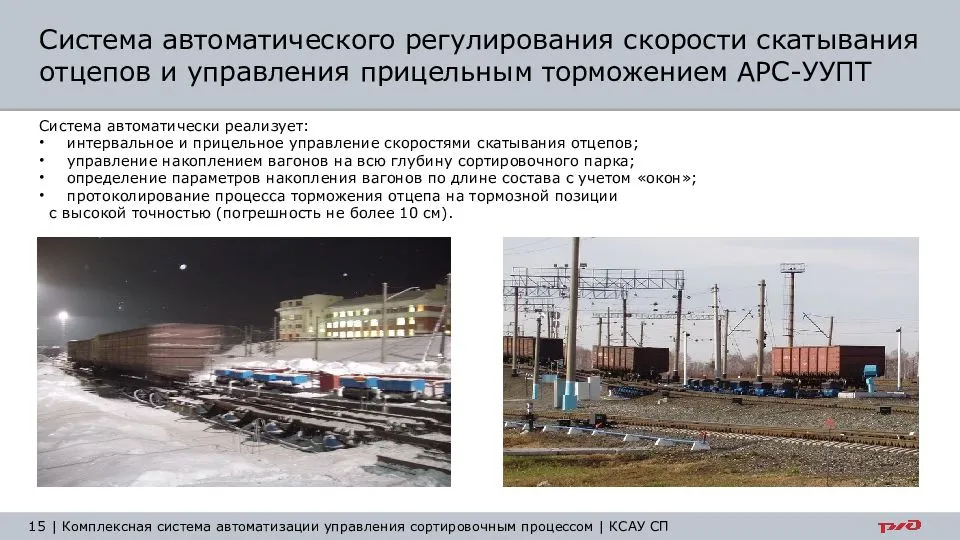 Система автоматического регулирования скорости скатывания
отцепов и управления прицельным торможением АРС-УУПТ
Система автоматически реализует:
• интервальное и прицельное управление скоростями скатывания отцепов;
• управление накоплением вагонов на всю глубину сортировочного парка;
• определение параметров накопления вагонов по длине состава с учетом «окон»;
• протоколирование процесса торможения отцепа на тормозной позиции
с высокой точностью (погрешность не более 10 см).
15 | Комплексная система автоматизации управления сортировочным процессом | КСАУ СП
РЖД